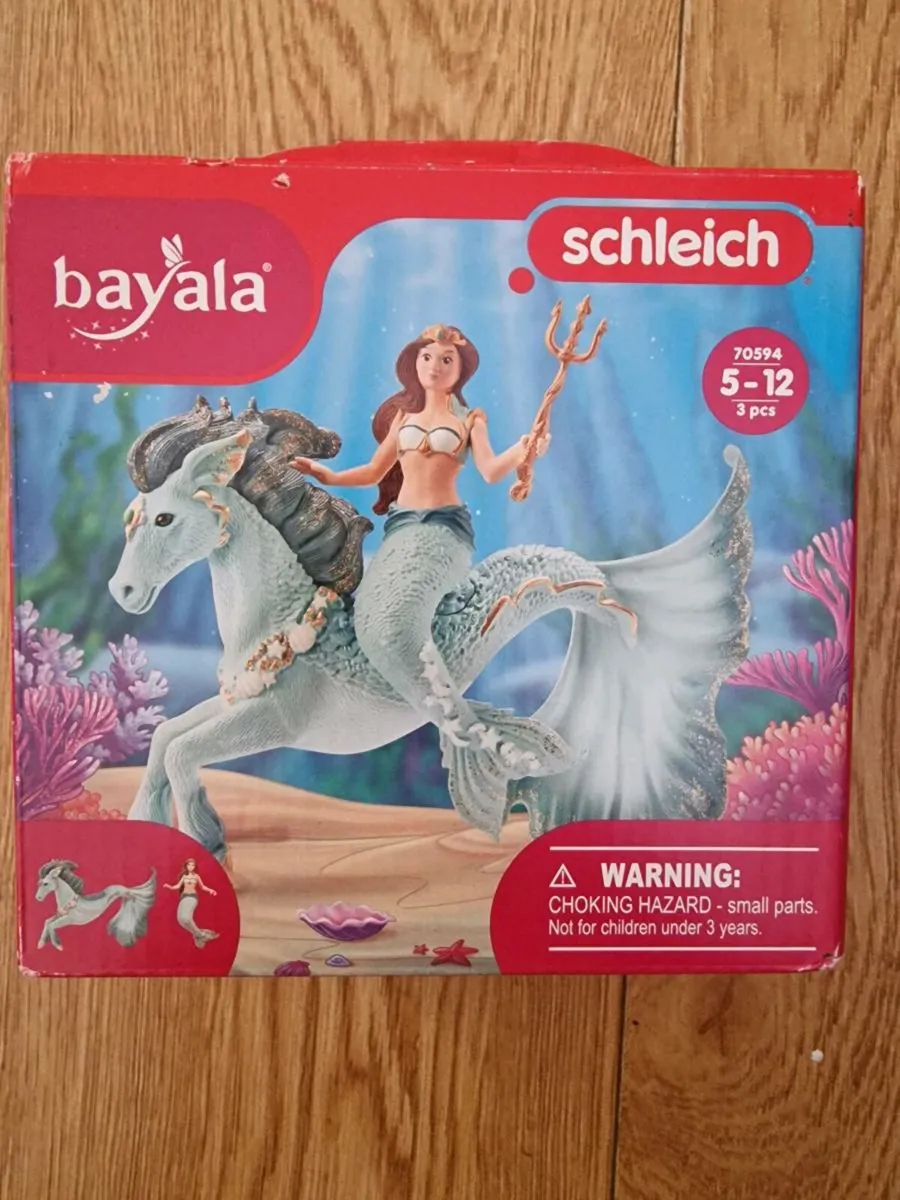 bayala®
schleich®
70594
5-12
3 pcs
WARNING:
CHOKING HAZARD - small parts.
Not for children under 3 years.